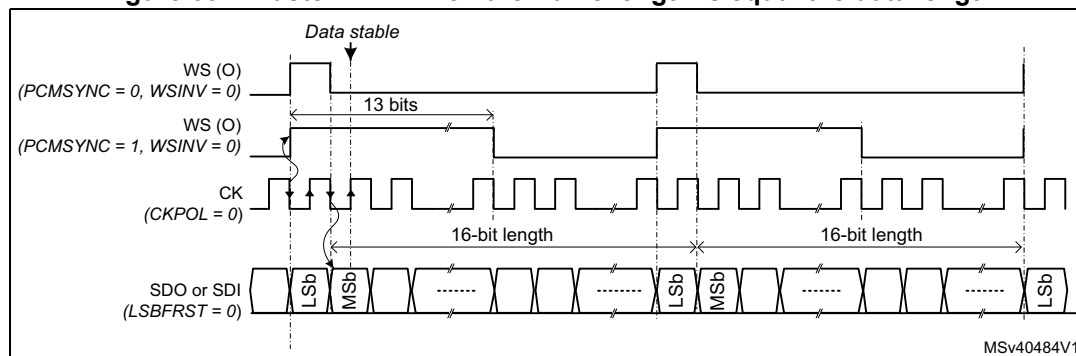 Data stable
WS (O)
(PCMSYNC = 0, WSINV = 0)
13 bits
WS (O)
(PCMSYNC = 1, WSINV = 0)
CK
(CKPOL = 0)
16-bit length
16-bit length
SDO or SDI
(LSBFRST = 0)
LSb
MSb
LSb
MSb
LSb
MSv40484V1